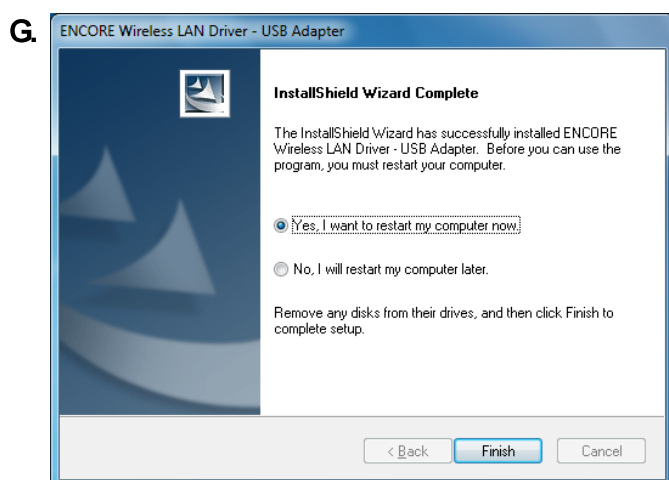 G.
ENCORE Wireless LAN Driver - USB Adapter
InstallShield Wizard Complete
The InstallShield Wizard has successfully installed ENCORE
Wireless LAN Driver - USB Adapter. Before you can use the
program, you must restart your computer.
Yes, I want to restart my computer now.
No, I will restart my computer later.
Remove any disks from their drives, and then click Finish to
complete setup.
< Back Finish Cancel